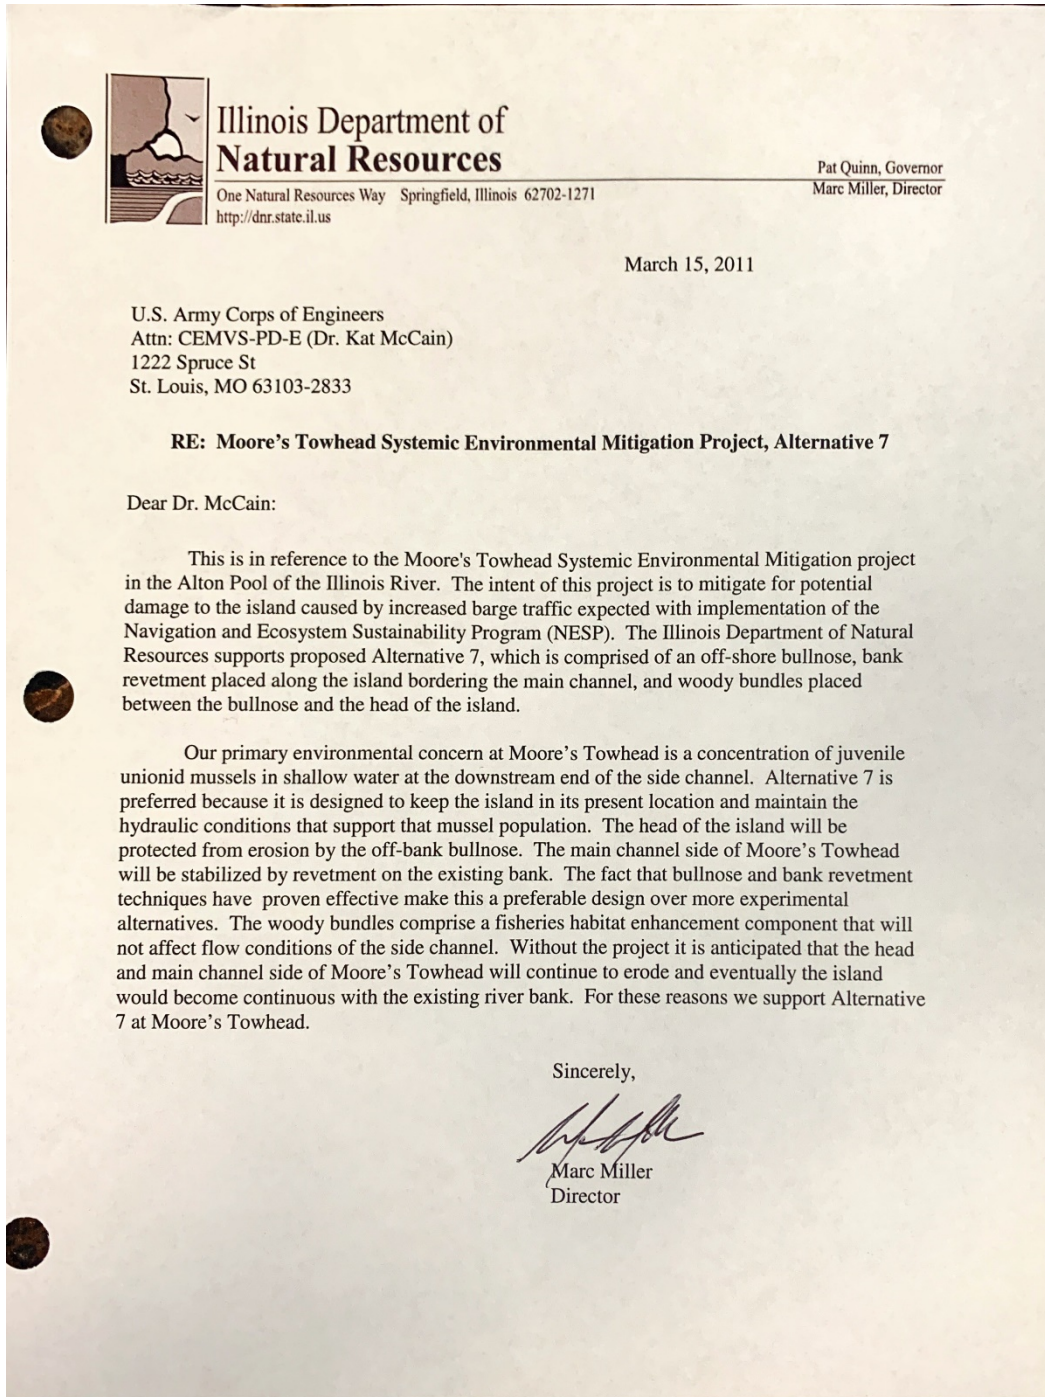 Illinois Department of
Natural Resources
One Natural Resources Way Springfield, Illinois 62702-1271
http://dnr.state.il.us
Pat Quinn, Governor
Marc Miller, Director
March 15, 2011
U.S. Army Corps of Engineers
Attn: CEMVS-PD-E (Dr. Kat McCain)
1222 Spruce St
St. Louis, MO 63103-2833
RE: Moore's Towhead Systemic Environmental Mitigation Project, Alternative 7
Dear Dr. McCain:
This is in reference to the Moore's Towhead Systemic Environmental Mitigation project
in the Alton Pool of the Illinois River. The intent of this project is to mitigate for potential
damage to the island caused by increased barge traffic expected with implementation of the
Navigation and Ecosystem Sustainability Program (NESP). The Illinois Department of Natural
Resources supports proposed Alternative 7, which is comprised of an off-shore bullnose, bank
revetment placed along the island bordering the main channel, and woody bundles placed
between the bullnose and the head of the island.
Our primary environmental concern at Moore's Towhead is a concentration of juvenile
unionid mussels in shallow water at the downstream end of the side channel. Alternative 7 is
preferred because it is designed to keep the island in its present location and maintain the
hydraulic conditions that support that mussel population. The head of the island will be
protected from erosion by the off-bank bullnose. The main channel side of Moore's Towhead
will be stabilized by revetment on the existing bank. The fact that bullnose and bank revetment
techniques have proven effective make this a preferable design over more experimental
alternatives. The woody bundles comprise a fisheries habitat enhancement component that will
not affect flow conditions of the side channel. Without the project it is anticipated that the head
and main channel side of Moore's Towhead will continue to erode and eventually the island
would become continuous with the existing river bank. For these reasons we support Alternative
7 at Moore's Towhead.
Sincerely,
Marc Miller
Director